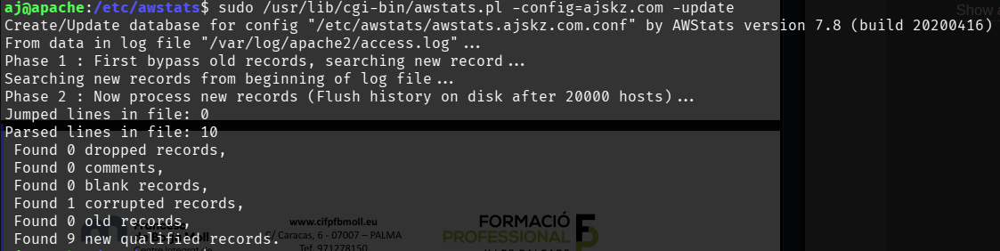 Show a
aj@apache:/etc/awstats$ sudo /usr/lib/cgi-bin/awstats.pl -config=ajskz.com -update
Create/Update database for config "/etc/awstats/awstats.ajskz.com.conf" by AWStats version 7.8 (build 20200416)
From data in log file "/var/log/apache2/access.log"...
Phase 1 : First bypass old records, searching new record...
Searching new records from beginning of log file...
Phase 2 : Now process new records (Flush history on disk after 20000 hosts)...
Jumped lines in file: 0
Parsed lines in file: 10
 Found 0 dropped records,
 Found 0 comments,
 Found 0 blank records,
 Found 1 corrupted records,
 Found 0 old records,
 Found 9 new qualified records.
www.cifpfbmoll.eu
C/ Caracas, 6 - 07007 – PALMA
Tef. 971278150
FORMACIÓ
PROFESSIONAL